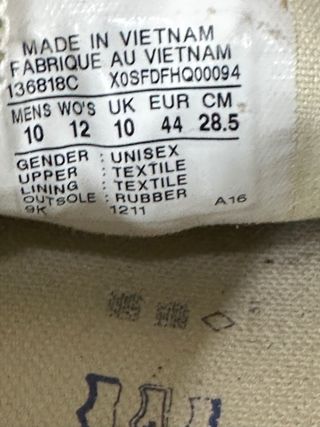 MADE IN VIETNAM
FABRIQUE AU VIETNAM
136818C X0SFDFHQ00094
MENS WO'S UK EUR CM
10 12 10 44 28.5
GENDER : UNISEX
UPPER : TEXTILE
LINING : TEXTILE
OUTSOLE : RUBBER
9K 1211 A16